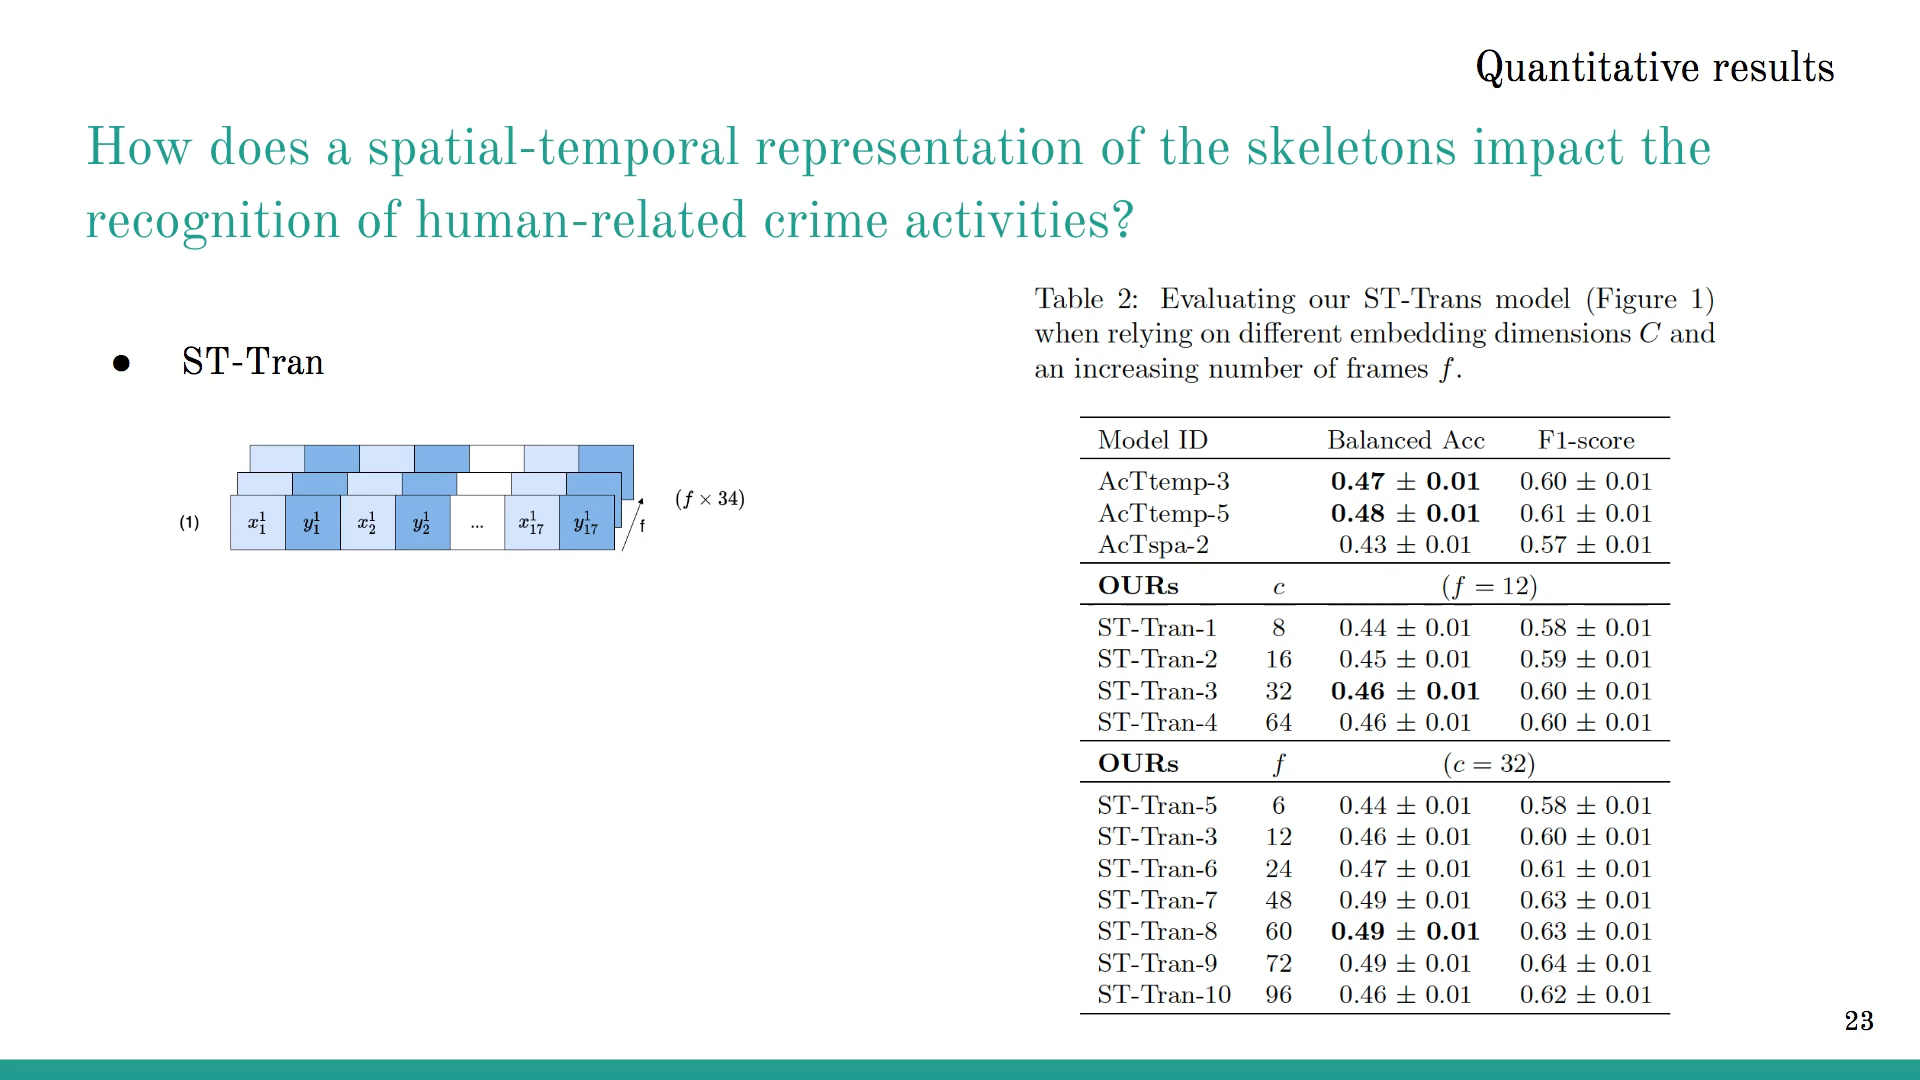 Quantitative results
How does a spatial-temporal representation of the skeletons impact the
recognition of human-related crime activities?
● ST-Tran
(1) x₁¹ y₁¹ x₂¹ y₂¹ ... x₁₇¹ y₁₇¹ f (f × 34)
Table 2: Evaluating our ST-Trans model (Figure 1)
when relying on different embedding dimensions C and
an increasing number of frames f.
Model ID Balanced Acc F1-score
AcTtemp-3 0.47 ± 0.01 0.60 ± 0.01
AcTtemp-5 0.48 ± 0.01 0.61 ± 0.01
AcTspa-2 0.43 ± 0.01 0.57 ± 0.01
OURs c (f = 12)
ST-Tran-1 8 0.44 ± 0.01 0.58 ± 0.01
ST-Tran-2 16 0.45 ± 0.01 0.59 ± 0.01
ST-Tran-3 32 0.46 ± 0.01 0.60 ± 0.01
ST-Tran-4 64 0.46 ± 0.01 0.60 ± 0.01
OURs f (c = 32)
ST-Tran-5 6 0.44 ± 0.01 0.58 ± 0.01
ST-Tran-3 12 0.46 ± 0.01 0.60 ± 0.01
ST-Tran-6 24 0.47 ± 0.01 0.61 ± 0.01
ST-Tran-7 48 0.49 ± 0.01 0.63 ± 0.01
ST-Tran-8 60 0.49 ± 0.01 0.63 ± 0.01
ST-Tran-9 72 0.49 ± 0.01 0.64 ± 0.01
ST-Tran-10 96 0.46 ± 0.01 0.62 ± 0.01
23